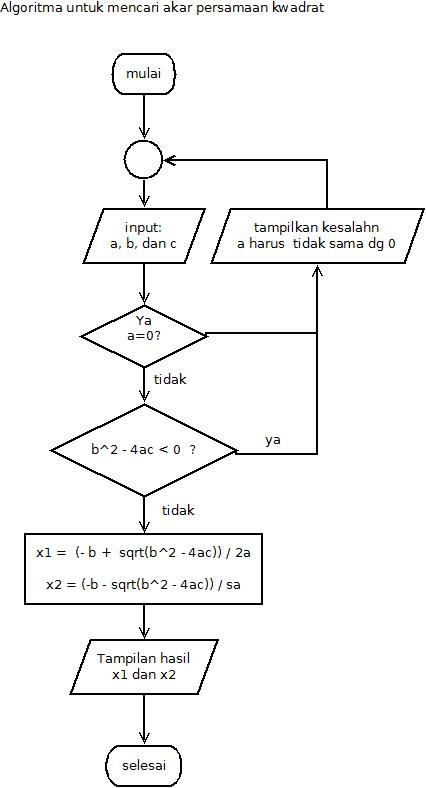 Algoritma untuk mencari akar persamaan kwadrat
mulai
input:
a, b, dan c
tampilkan kesalahn
a harus  tidak sama dg 0
Ya
a=0?
tidak
b^2 - 4ac < 0  ?
ya
tidak
x1 =  (- b +  sqrt(b^2 - 4ac)) / 2a
x2 = (-b - sqrt(b^2 - 4ac)) / sa
Tampilan hasil
x1 dan x2
selesai